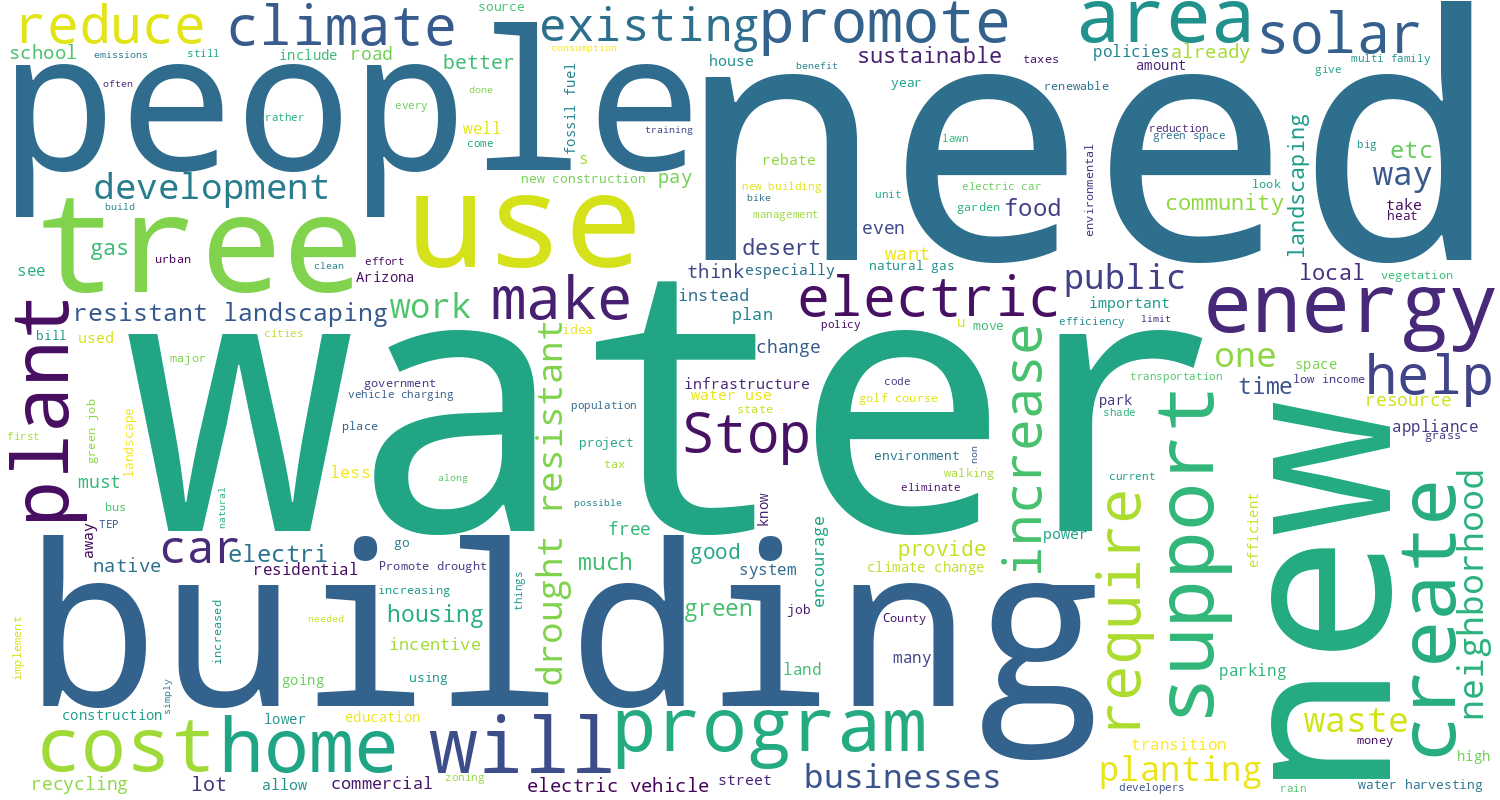 source
reduce
climate
existing
promote
area
solar
school
emissions
still
include
road
better
consumption
house
sustainable
taxes
policies
already
amount
multi family
give
often
people
need
done
fossil fuel
benefit
year
renewable
rather
every
well
come
training
lawn
reduction
green space
landscaping
big
etc
s
rebate
environmental
way
development
new construction
pay
new building
electric car
look
take
heat
build
bike
unit
garden
food
community
management
tree
use
gas
urban
effort
desert
even
want
see
clean
Arizona
think
especially
natural gas
public
local
vegetation
plant
resistant landscaping
work
make
instead
electric
important
energy
plan
bill
used
cities
idea
policy
u
move
efficiency
limit
water
change
one
space
major
government
vehicle charging
infrastructure
code
transportation
time
low income
help
water use
golf course
park
resource
green job
landscape
population
state
shade
appliance
first
place
drought resistant
project
Stop
increase
support
new
grass
less
tax
environment
walking
non
must
along
eliminate
current
create
neighborhood
natural
possible
know
bus
TEP
away
free
require
efficient
power
car
electri
go
much
good
provide
native
residential
Promote drought
system
encourage
climate change
building
increasing
things
green
job
increased
housing
needed
County
implement
incentive
many
going
using
land
parking
simply
construction
lower
education
program
waste
cost
home
will
transition
money
planting
high
recycling
lot
allow
commercial
zoning
electric vehicle
street
businesses
developers
rain
water harvesting